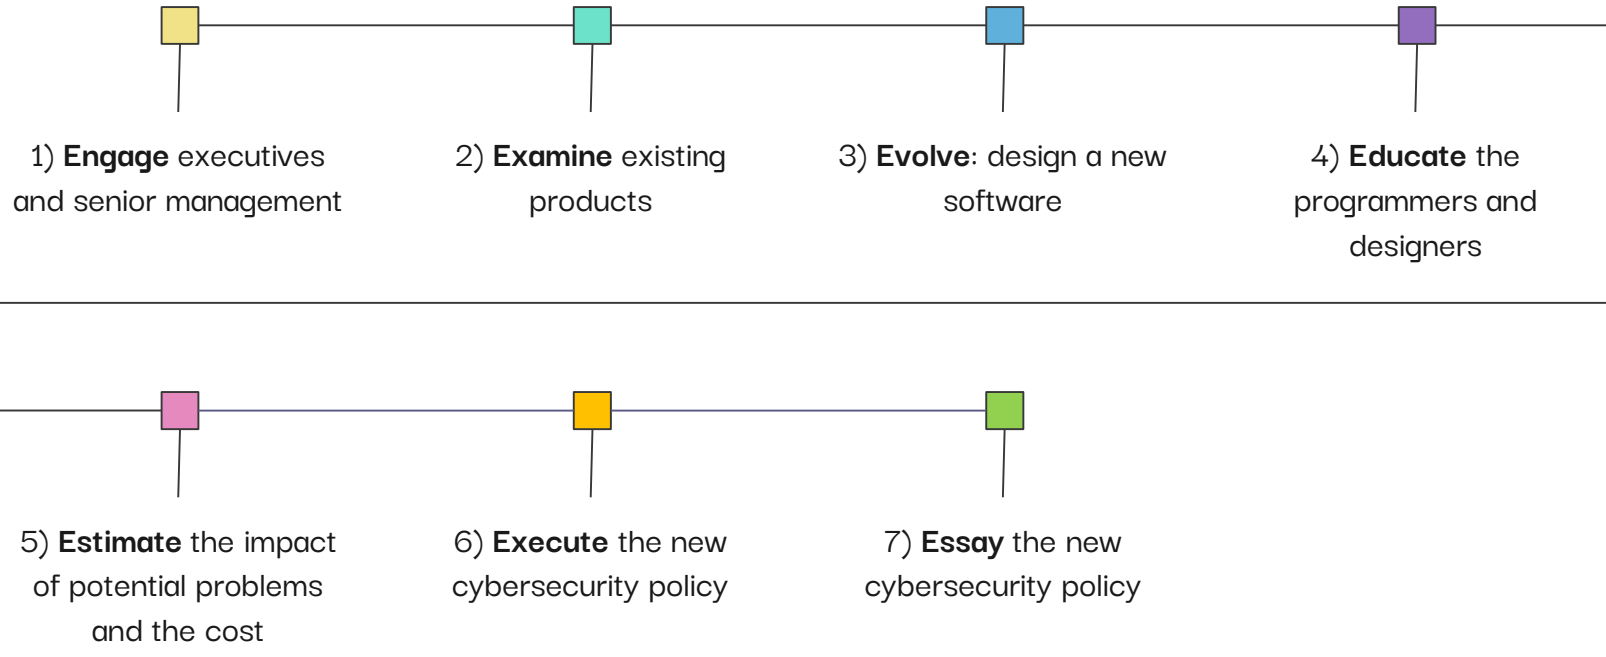 1) Engage executives
and senior management
2) Examine existing
products
3) Evolve: design a new
software
4) Educate the
programmers and
designers
5) Estimate the impact
of potential problems
and the cost
6) Execute the new
cybersecurity policy
7) Essay the new
cybersecurity policy